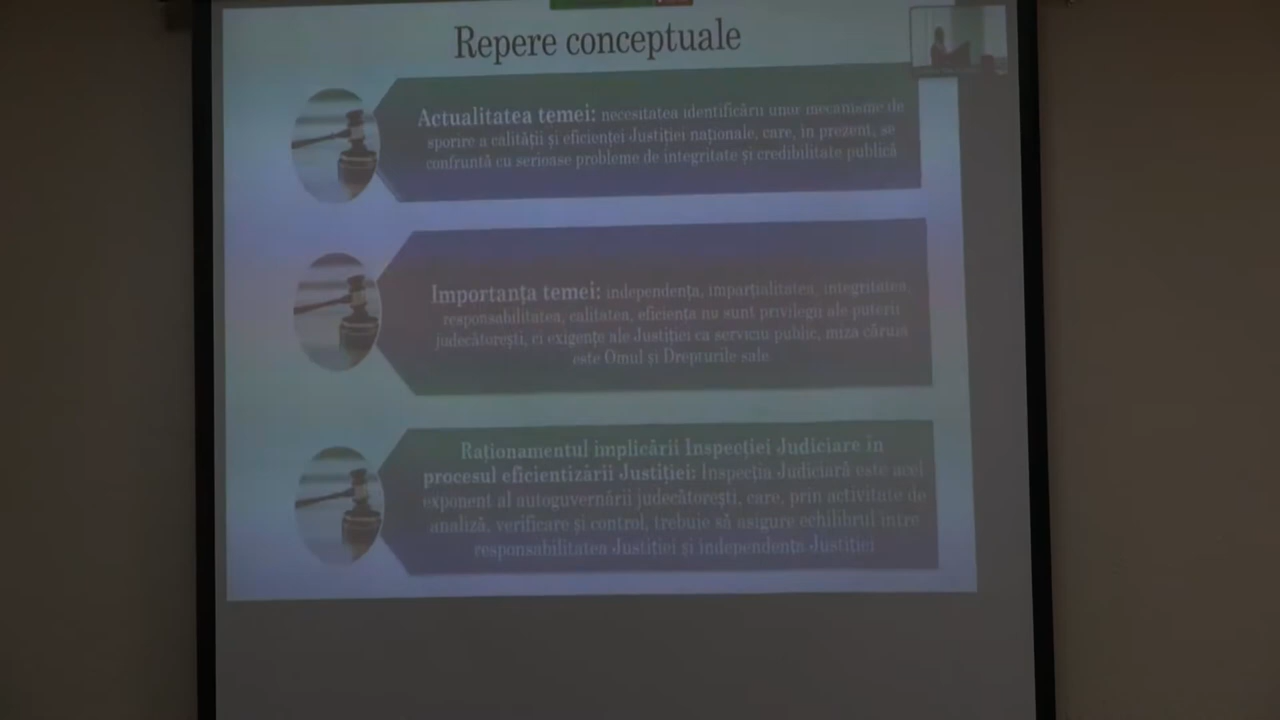 Repere conceptuale
Actualitatea temei: necesitatea identificării unor mecanisme de
sporire a calității și eficienței Justiției naționale, care, in prezent, se
confruntă cu serioase probleme de integritate și credibilitate publică
Importanța temei: independența, imparțialitatea, integritatea,
responsabilitatea, calitatea, eficiența nu sunt privilegii ale puterii
judecătorești, ci exigențe ale Justiției ca serviciu public, miza căruia
este Omul și Drepturile sale.
Raționamentul implicării Inspecției Judiciare în
procesul eficientizării Justiției: Inspecția Judiciară este acel
exponent al autoguvernării judecătorești, care, prin activitate de
analiză, verificare și control, trebuie să asigure echilibrul între
responsabilitatea Justiției și independența Justiției